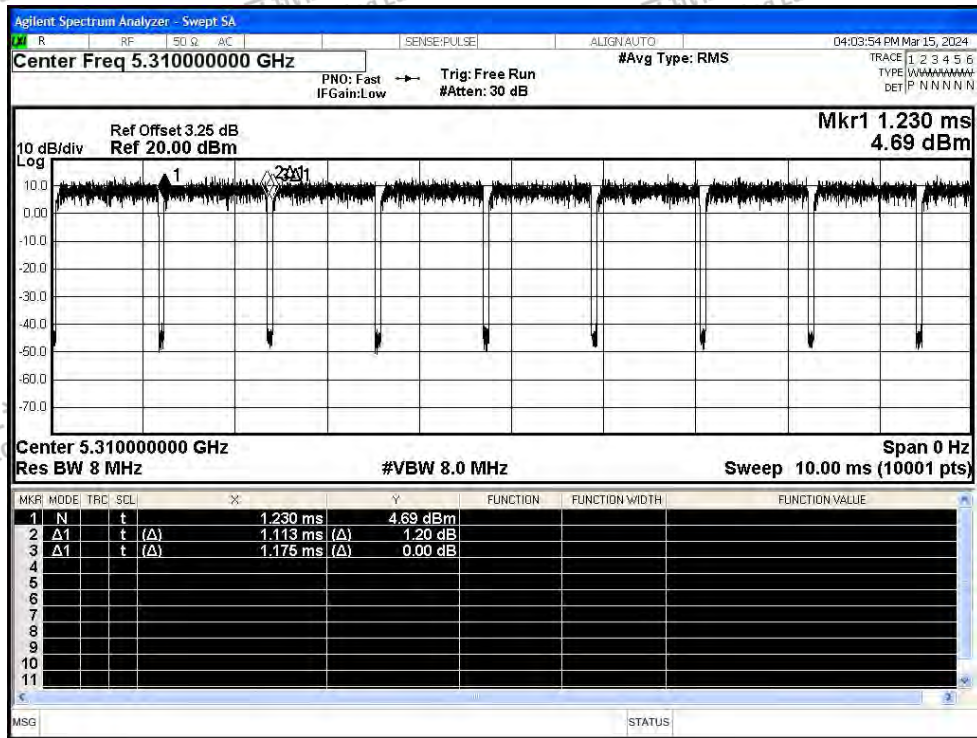 Agilent Spectrum Analyzer - Swept SA
LXI R RF 50 Ω AC SENSE:PULSE ALIGN AUTO 04:03:54 PM Mar 15, 2024
Center Freq 5.310000000 GHz
PNO: Fast
IFGain:Low
Trig: Free Run
#Atten: 30 dB
#Avg Type: RMS
TRACE 1 2 3 4 5 6
TYPE WWWWWW
DET P N N N N N
Mkr1 1.230 ms
4.69 dBm
Ref Offset 3.25 dB
10 dB/div Ref 20.00 dBm
Log
1 2Δ1 3Δ1
10.0
0.00
-10.0
-20.0
-30.0
-40.0
-50.0
-60.0
-70.0
Center 5.310000000 GHz Span 0 Hz
Res BW 8 MHz #VBW 8.0 MHz Sweep 10.00 ms (10001 pts)
MKR MODE TRC SCL X Y FUNCTION FUNCTION WIDTH FUNCTION VALUE
1 N t 1.230 ms 4.69 dBm
2 Δ1 t (Δ) 1.113 ms (Δ) 1.20 dB
3 Δ1 t (Δ) 1.175 ms (Δ) 0.00 dB
4
5
6
7
8
9
10
11
MSG STATUS